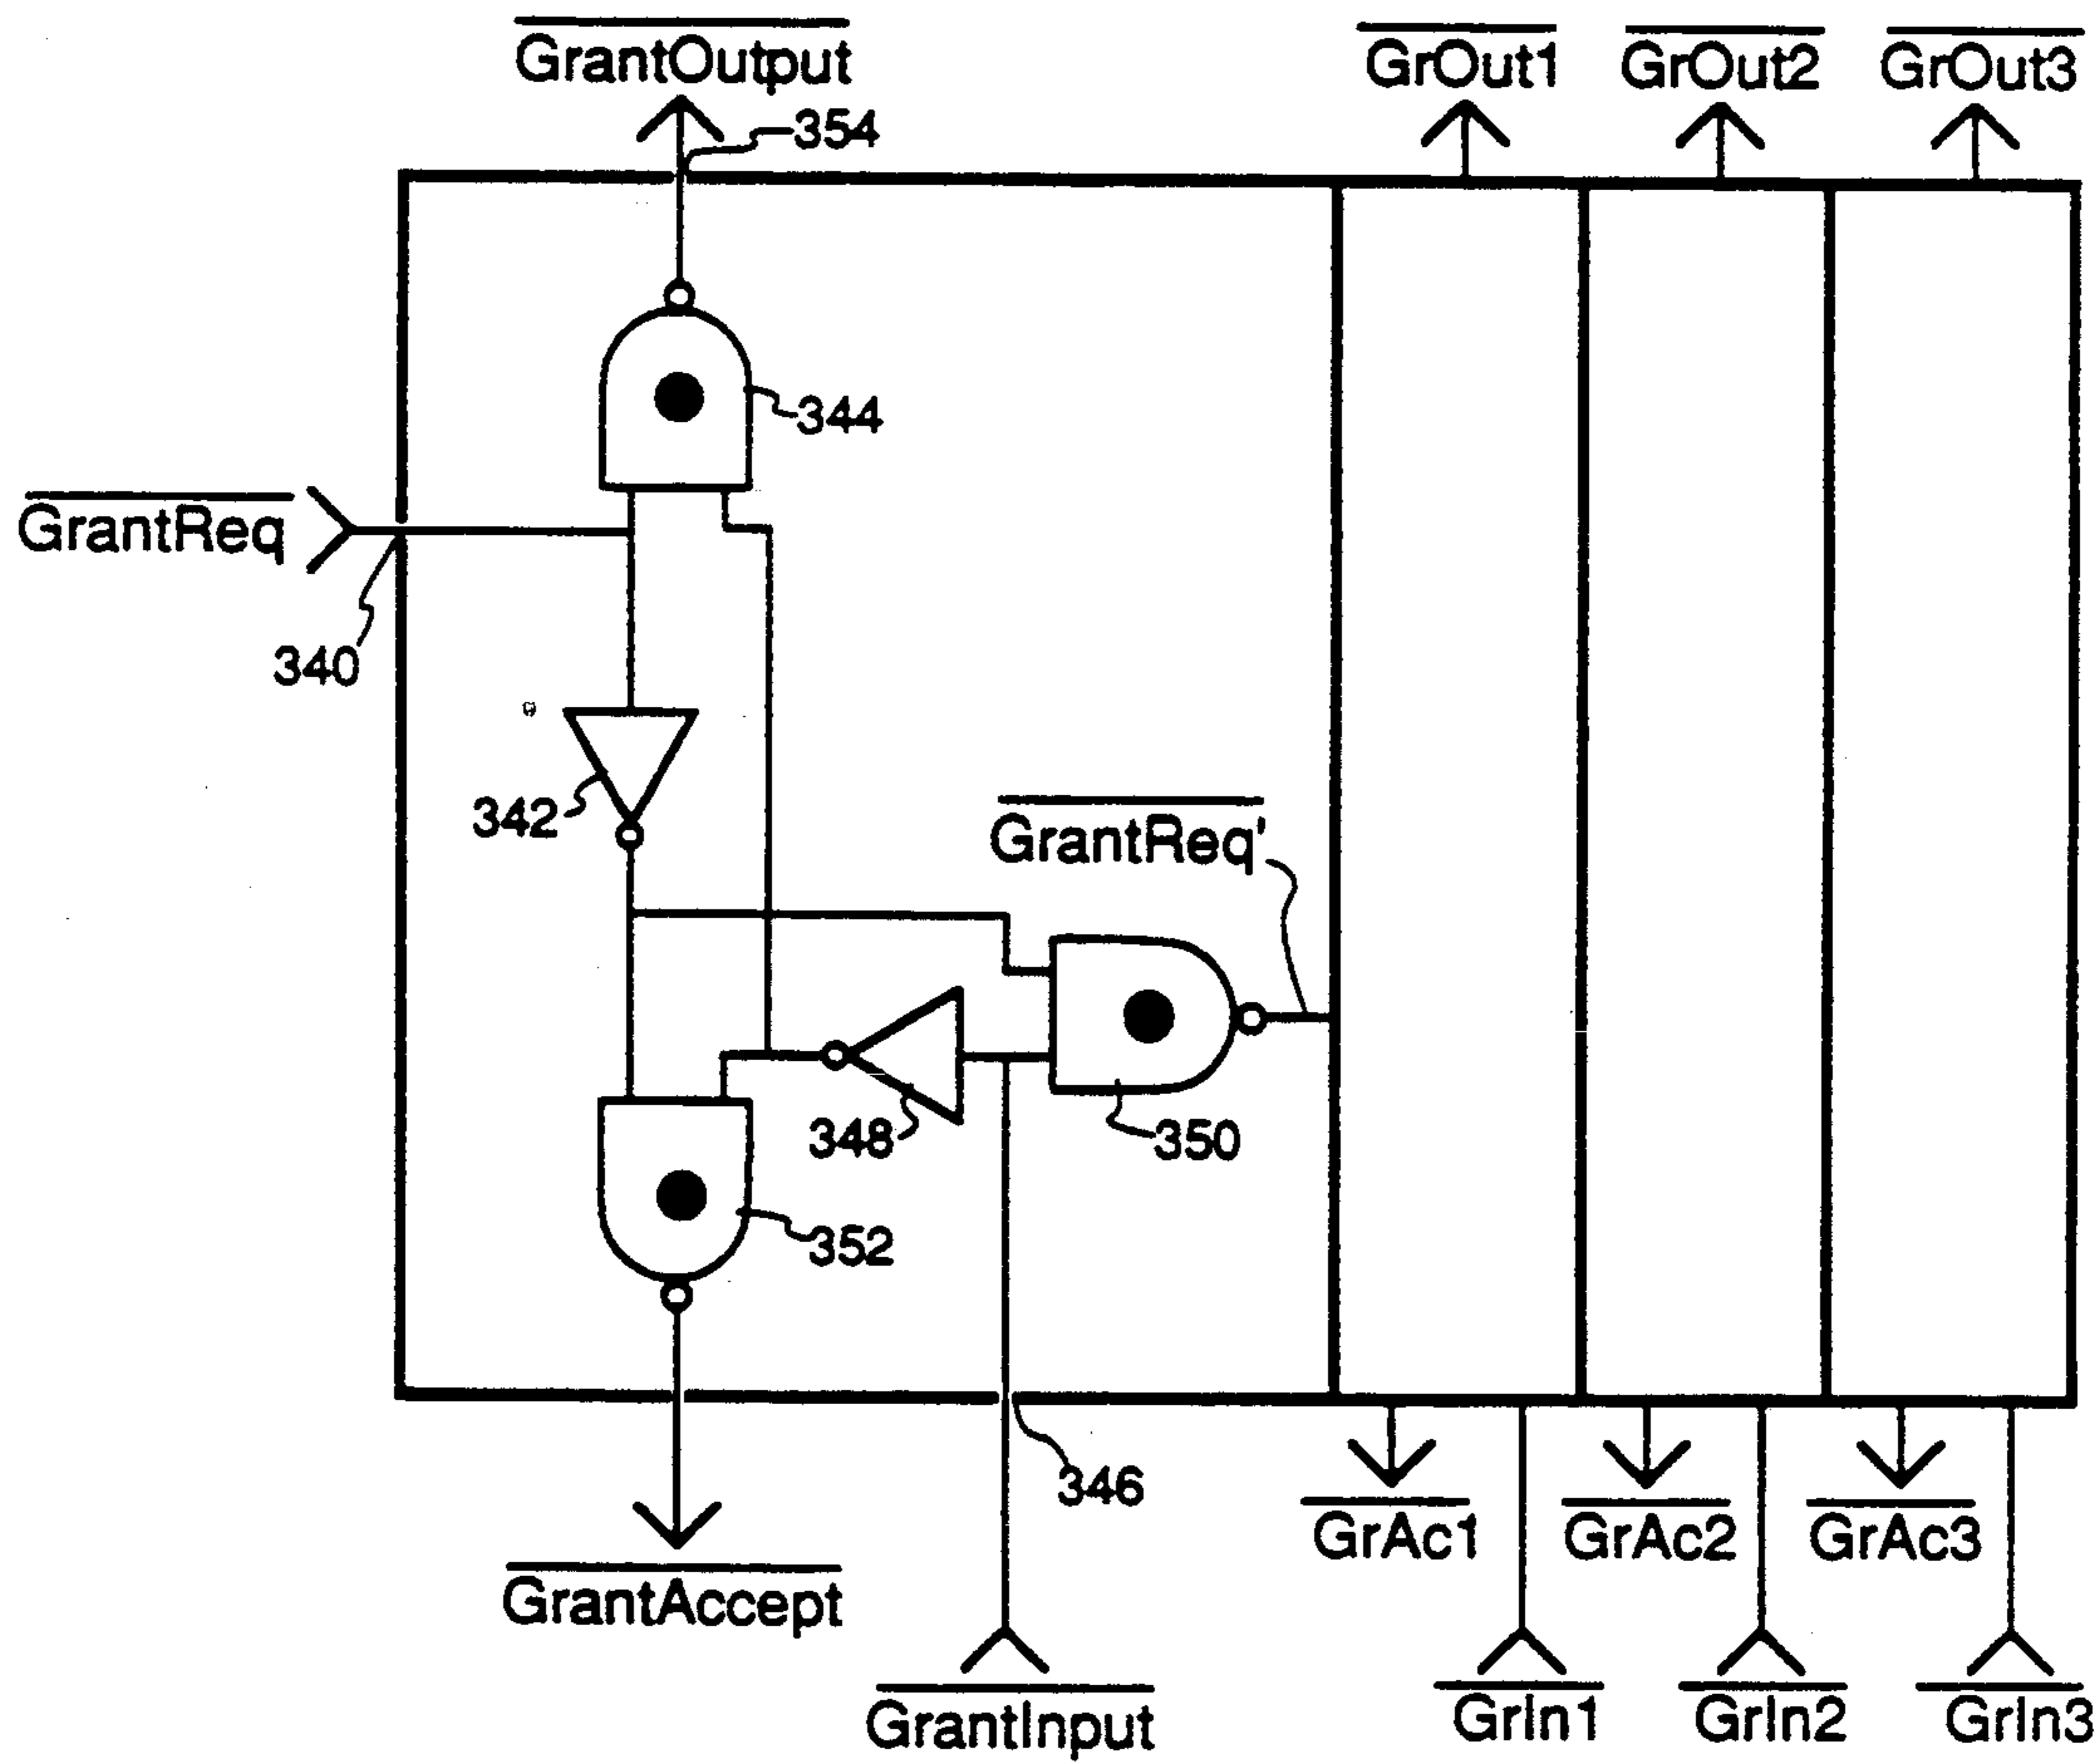 GrantOutput
GrOut1
GrOut2
GrOut3
354
344
GrantReq
340
342
GrantReq'
348
350
352
346
GrAc1
GrAc2
GrAc3
GrantAccept
GrantInput
GrIn1
GrIn2
GrIn3